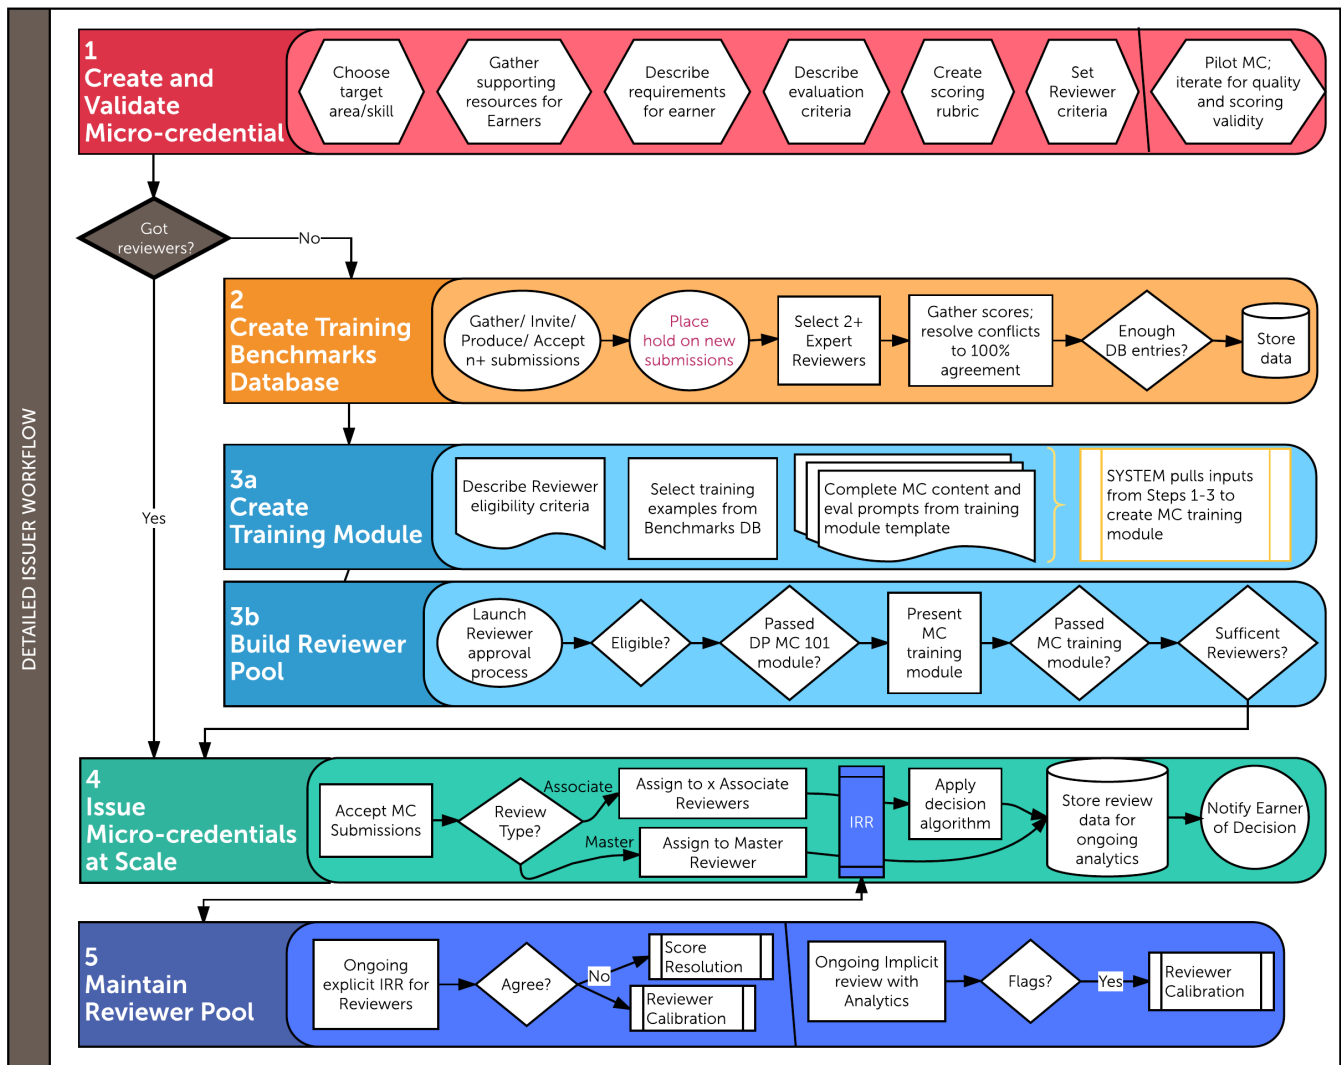 DETAILED ISSUER WORKFLOW
1
Create and
Validate
Micro-credential
Choose
target
area/skill
Gather
supporting
resources for
Earners
Describe
requirements
for earner
Describe
evaluation
criteria
Create
scoring
rubric
Set
Reviewer
criteria
Pilot MC;
iterate for quality
and scoring
validity
Got
reviewers?
No
Yes
2
Create Training
Benchmarks
Database
Gather/ Invite/
Produce/ Accept
n+ submissions
Place
hold on new
submissions
Select 2+
Expert
Reviewers
Gather scores;
resolve conflicts
to 100%
agreement
Enough
DB entries?
Store
data
3a
Create
Training Module
Describe Reviewer
eligibility criteria
Select training
examples from
Benchmarks DB
Complete MC content and
eval prompts from training
module template
SYSTEM pulls inputs
from Steps 1-3 to
create MC training
module
3b
Build Reviewer
Pool
Launch
Reviewer
approval
process
Eligible?
Passed
DP MC 101
module?
Present
MC
training
module
Passed
MC training
module?
Sufficent
Reviewers?
4
Issue
Micro-credentials
at Scale
Accept MC
Submissions
Review
Type?
Associate
Assign to x Associate
Reviewers
Master
Assign to Master
Reviewer
IRR
Apply
decision
algorithm
Store review
data for
ongoing
analytics
Notify Earner
of Decision
5
Maintain
Reviewer Pool
Ongoing
explicit IRR for
Reviewers
Agree?
No
Score
Resolution
Reviewer
Calibration
Ongoing Implicit
review with
Analytics
Flags?
Yes
Reviewer
Calibration